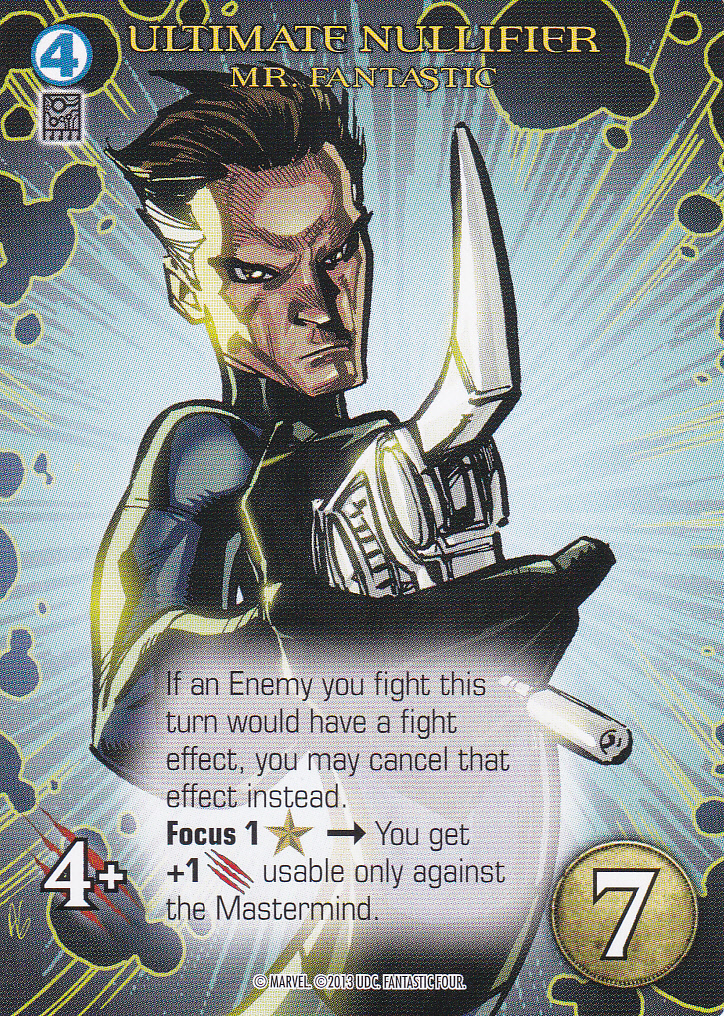 4
ULTIMATE NULLIFIER
MR. FANTASTIC
If an Enemy you fight this
turn would have a fight
effect, you may cancel that
effect instead.
Focus 1 → You get
+1 usable only against
the Mastermind.
4+
7
© MARVEL. ©2013 UDC. FANTASTIC FOUR.